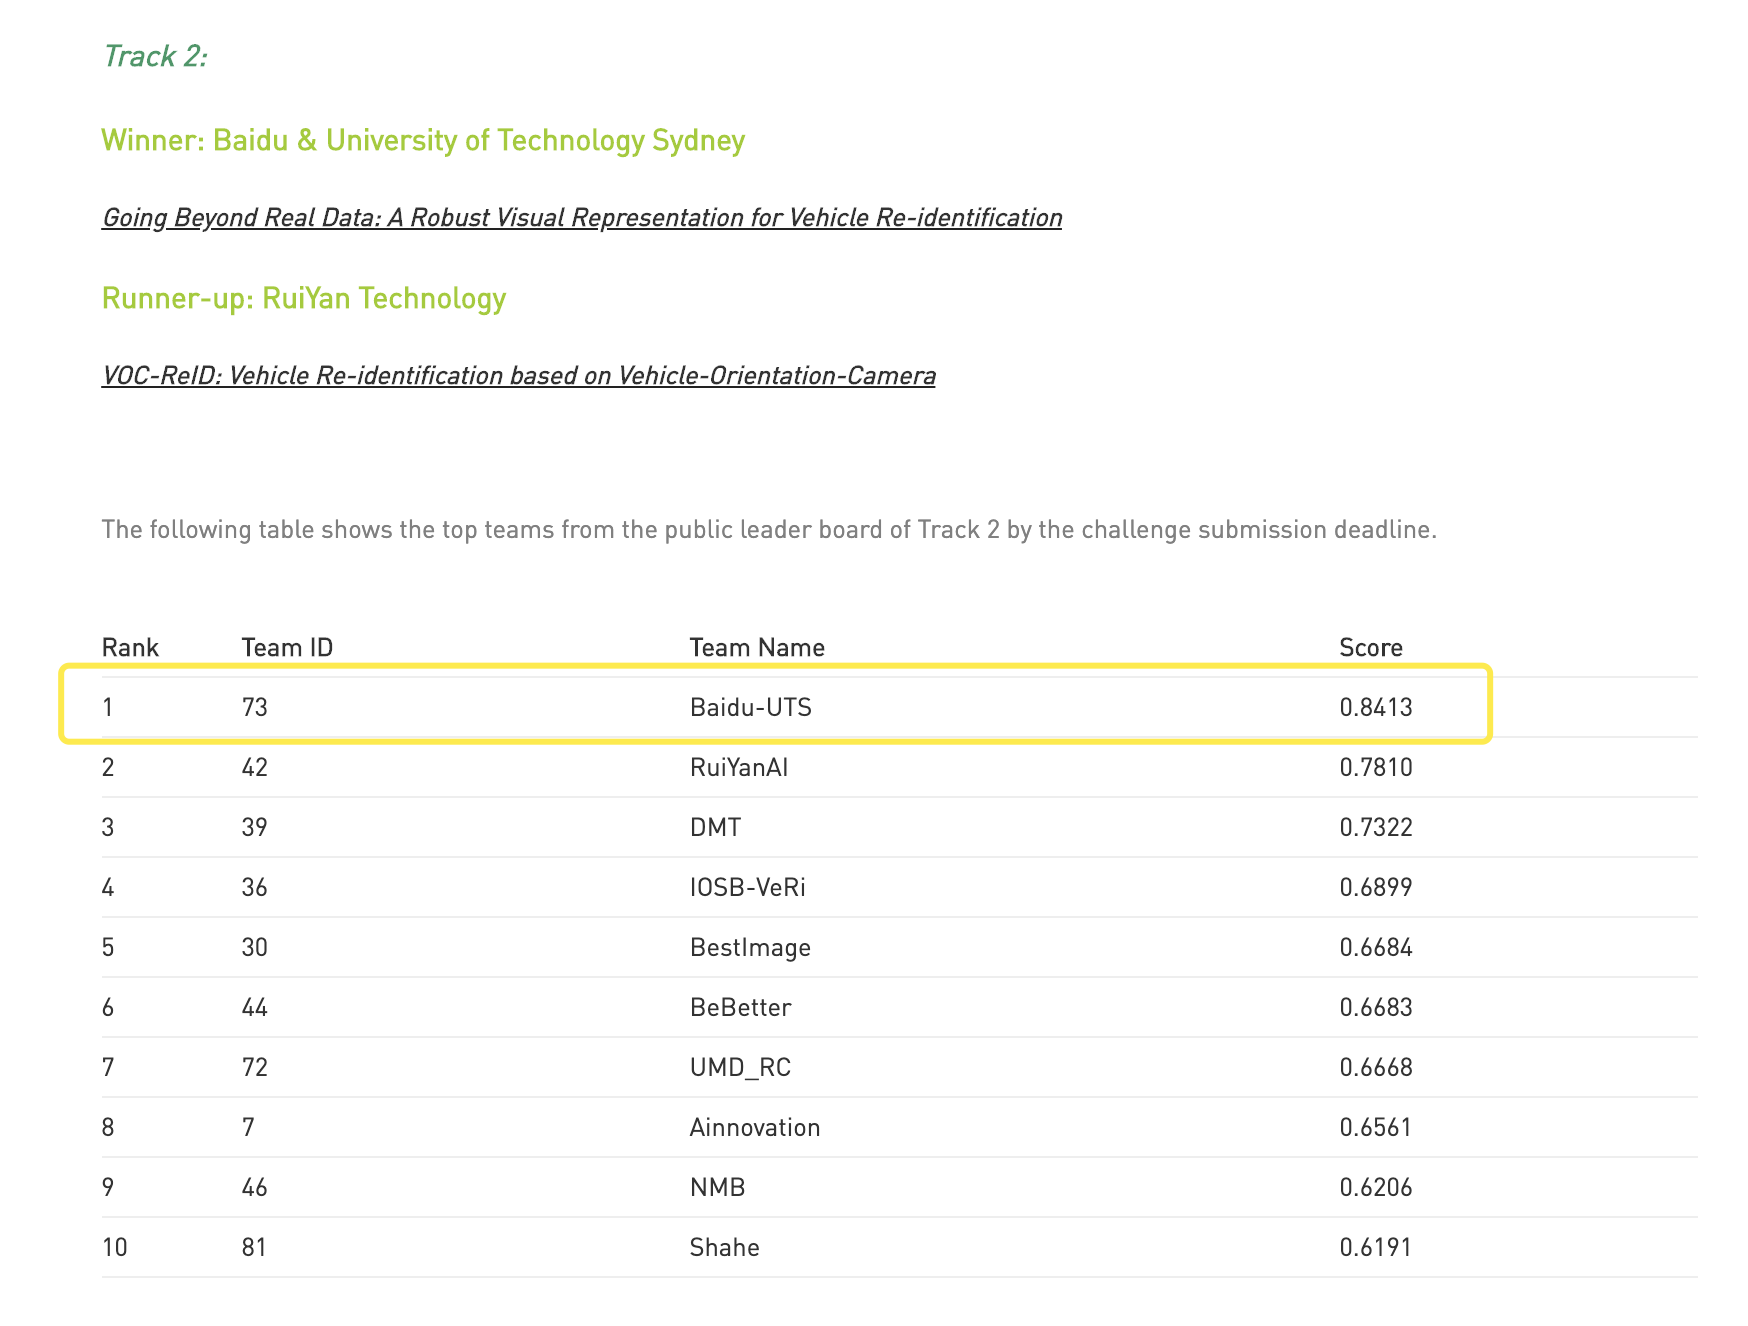 Track 2:
Winner: Baidu & University of Technology Sydney
Going Beyond Real Data: A Robust Visual Representation for Vehicle Re-identification
Runner-up: RuiYan Technology
VOC-ReID: Vehicle Re-identification based on Vehicle-Orientation-Camera
The following table shows the top teams from the public leader board of Track 2 by the challenge submission deadline.
Rank Team ID Team Name Score
1 73 Baidu-UTS 0.8413
2 42 RuiYanAI 0.7810
3 39 DMT 0.7322
4 36 IOSB-VeRi 0.6899
5 30 BestImage 0.6684
6 44 BeBetter 0.6683
7 72 UMD_RC 0.6668
8 7 Ainnovation 0.6561
9 46 NMB 0.6206
10 81 Shahe 0.6191